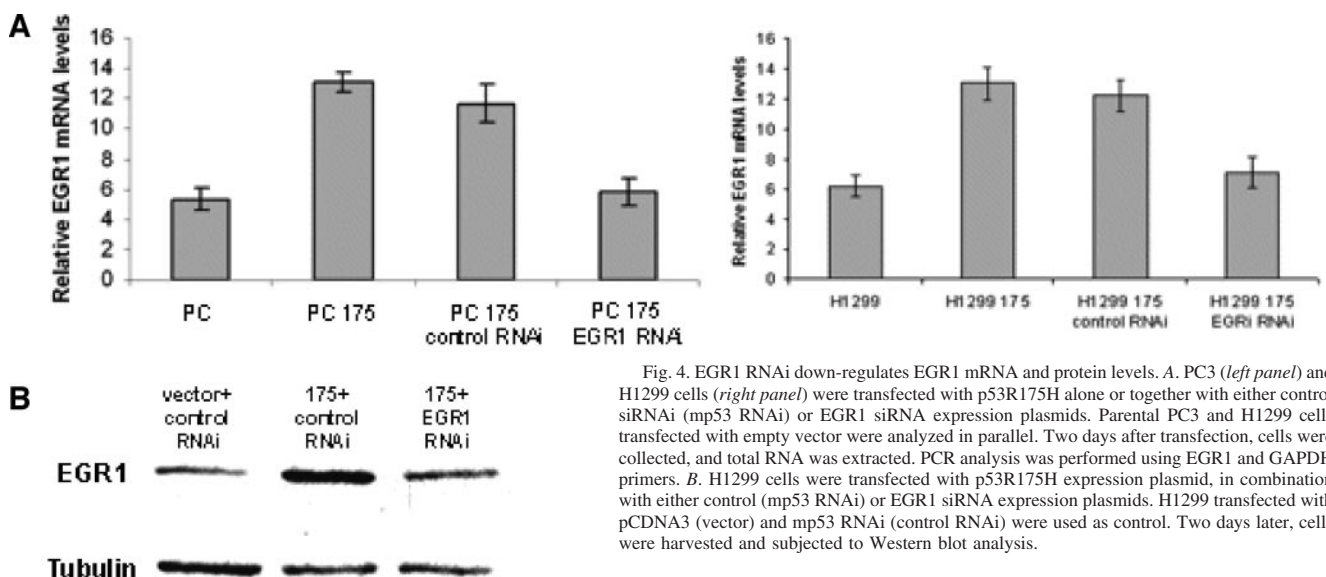 A
Relative EGR1 mRNA levels
16
14
12
10
8
6
4
2
0
PC
PC 175
PC 175
control RNAi
PC 175
EGR1 RNAi
Relative EGR1 mRNA levels
16
14
12
10
8
6
4
2
0
H1299
H1299 175
H1299 175
control RNAi
H1299 175
EGRi RNAi
B
vector+
control
RNAi
175+
control
RNAi
175+
EGR1
RNAi
EGR1
Tubulin
Fig. 4. EGR1 RNAi down-regulates EGR1 mRNA and protein levels. A. PC3 (left panel) and
H1299 cells (right panel) were transfected with p53R175H alone or together with either contro
siRNAi (mp53 RNAi) or EGR1 siRNA expression plasmids. Parental PC3 and H1299 cell
transfected with empty vector were analyzed in parallel. Two days after transfection, cells were
collected, and total RNA was extracted. PCR analysis was performed using EGR1 and GAPDH
primers. B. H1299 cells were transfected with p53R175H expression plasmid, in combination
with either control (mp53 RNAi) or EGR1 siRNA expression plasmids. H1299 transfected with
pCDNA3 (vector) and mp53 RNAi (control RNAi) were used as control. Two days later, cell
were harvested and subjected to Western blot analysis.